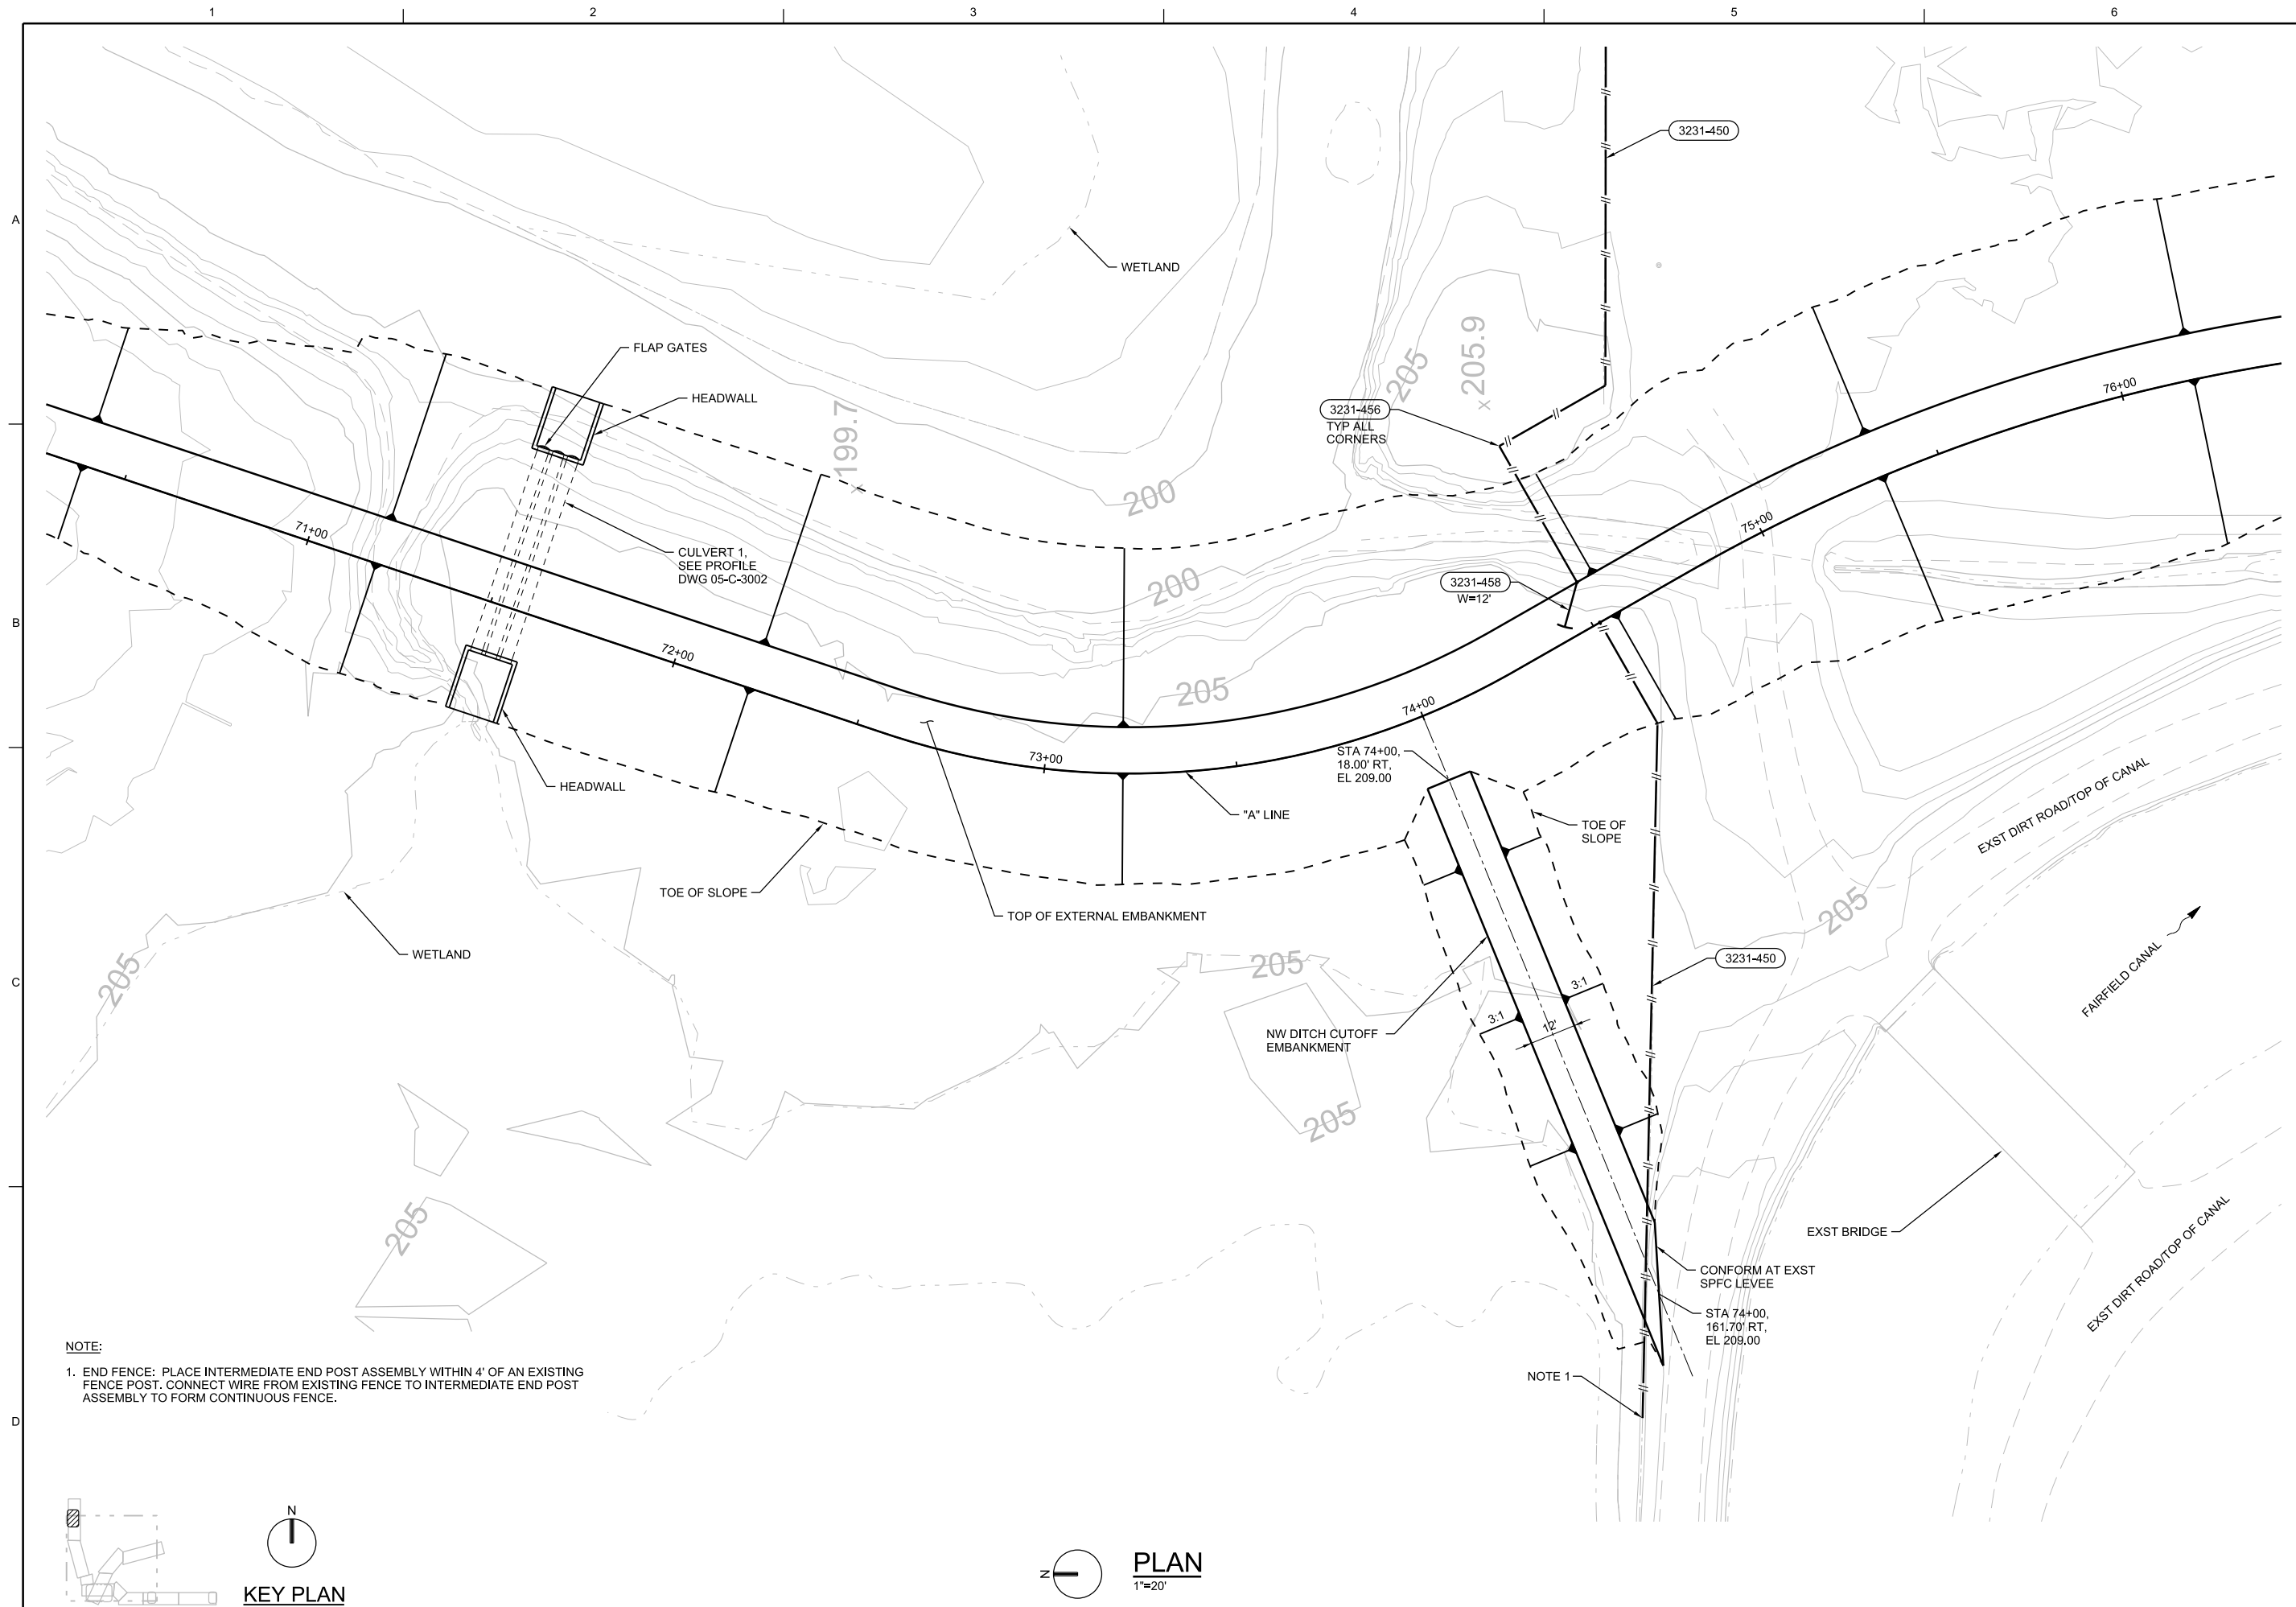 1 2 3 4 5 6
A
B
C
D
3231-450
WETLAND
FLAP GATES
HEADWALL
205
x 205.9
x 199.7
3231-456
TYP ALL
CORNERS
76+00
200
75+00
71+00
CULVERT 1,
SEE PROFILE
DWG 05-C-3002
200
3231-458
W=12'
72+00
205
74+00
73+00
STA 74+00,
18.00' RT,
EL 209.00
HEADWALL
"A" LINE
EXST DIRT ROAD/TOP OF CANAL
TOE OF
SLOPE
TOE OF SLOPE
TOP OF EXTERNAL EMBANKMENT
205
WETLAND
205
205
3231-450
FAIRFIELD CANAL
3:1
3:1
12'
NW DITCH CUTOFF
EMBANKMENT
205
205
EXST BRIDGE
EXST DIRT ROAD/TOP OF CANAL
CONFORM AT EXST
SPFC LEVEE
STA 74+00,
161.70' RT,
EL 209.00
NOTE 1
NOTE:
1. END FENCE: PLACE INTERMEDIATE END POST ASSEMBLY WITHIN 4' OF AN EXISTING
FENCE POST. CONNECT WIRE FROM EXISTING FENCE TO INTERMEDIATE END POST
ASSEMBLY TO FORM CONTINUOUS FENCE.
N
KEY PLAN
N
PLAN
1"=20'